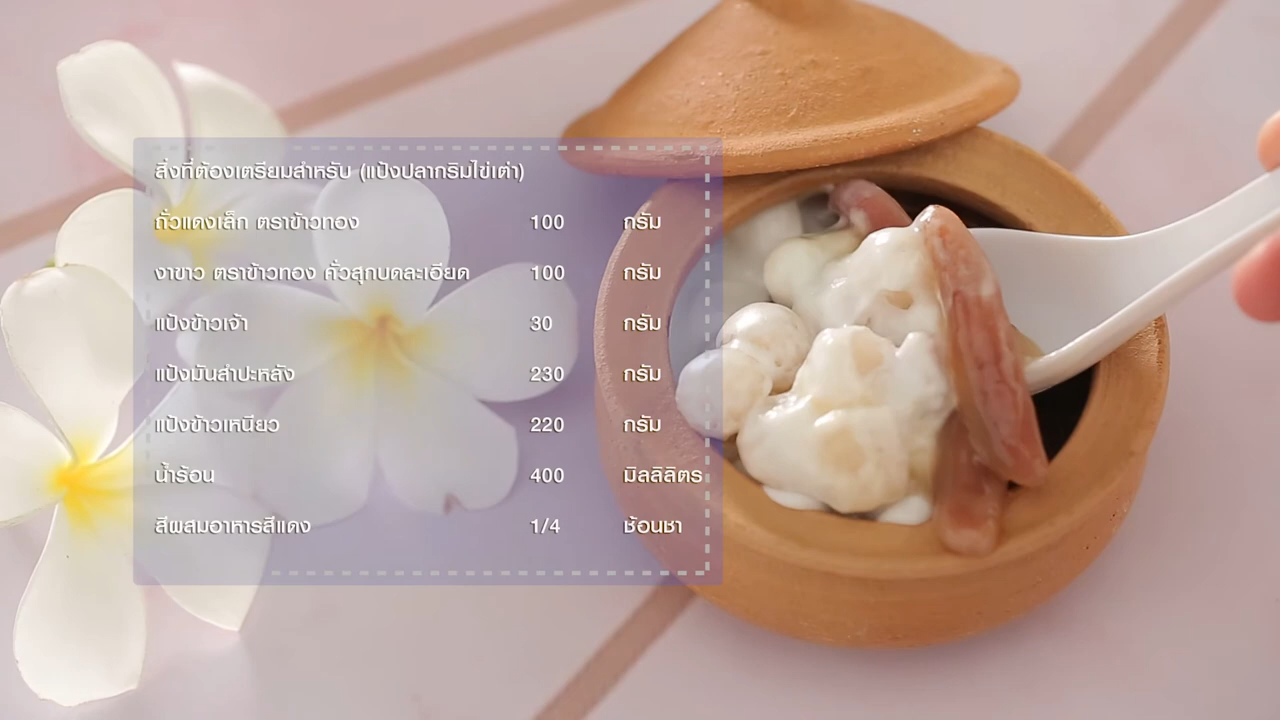 สิ่งที่ต้องเตรียมสำหรับ (แป้งปลากริมไข่เต่า)
ถั่วแดงเล็ก ตราข้าวทอง 100 กรัม
งาขาว ตราข้าวทอง คั่วสุกบดละเอียด 100 กรัม
แป้งข้าวเจ้า 30 กรัม
แป้งมันสำปะหลัง 230 กรัม
แป้งข้าวเหนียว 220 กรัม
น้ำร้อน 400 มิลลิลิตร
สีผสมอาหารสีแดง 1/4 ช้อนชา